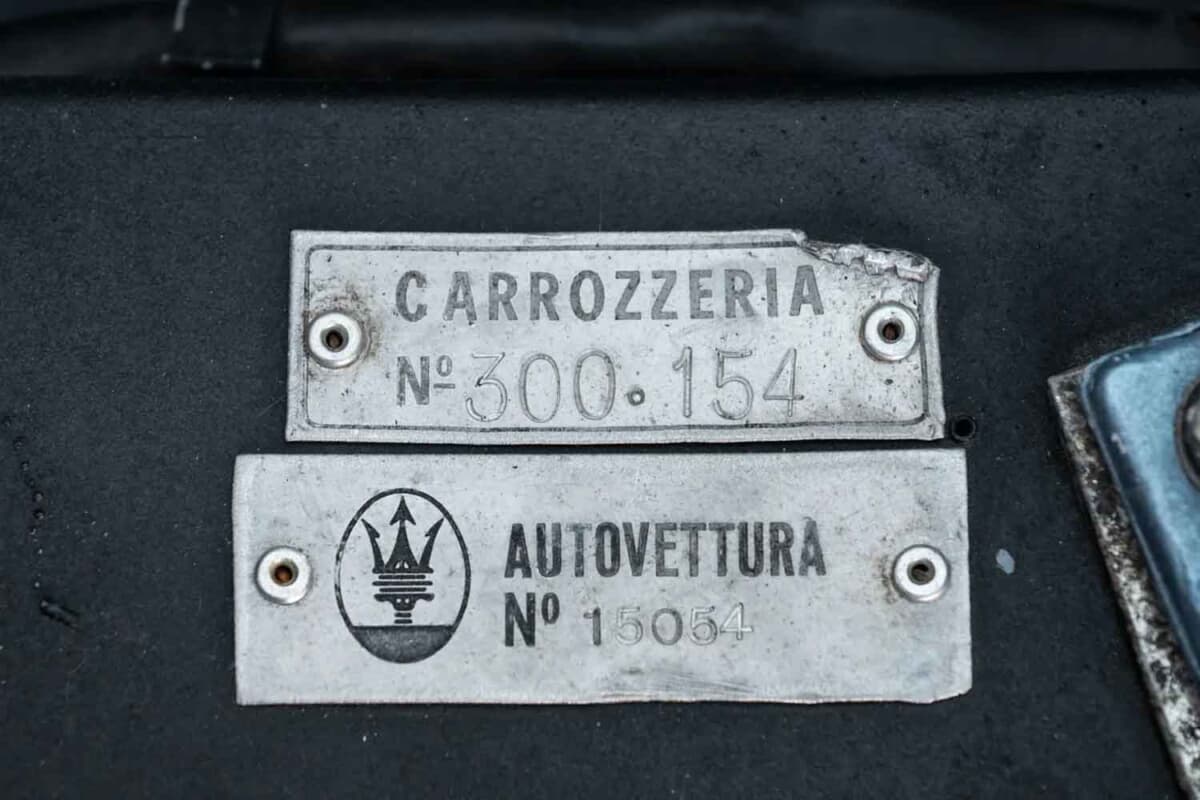 CARROZZERIA
Nº 300.154
AUTOVETTURA
Nº 15054